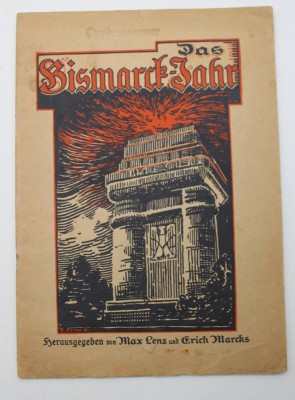 Das
Bismarck-Jahr
Herausgegeben von Max Lenz und Erich Marcks